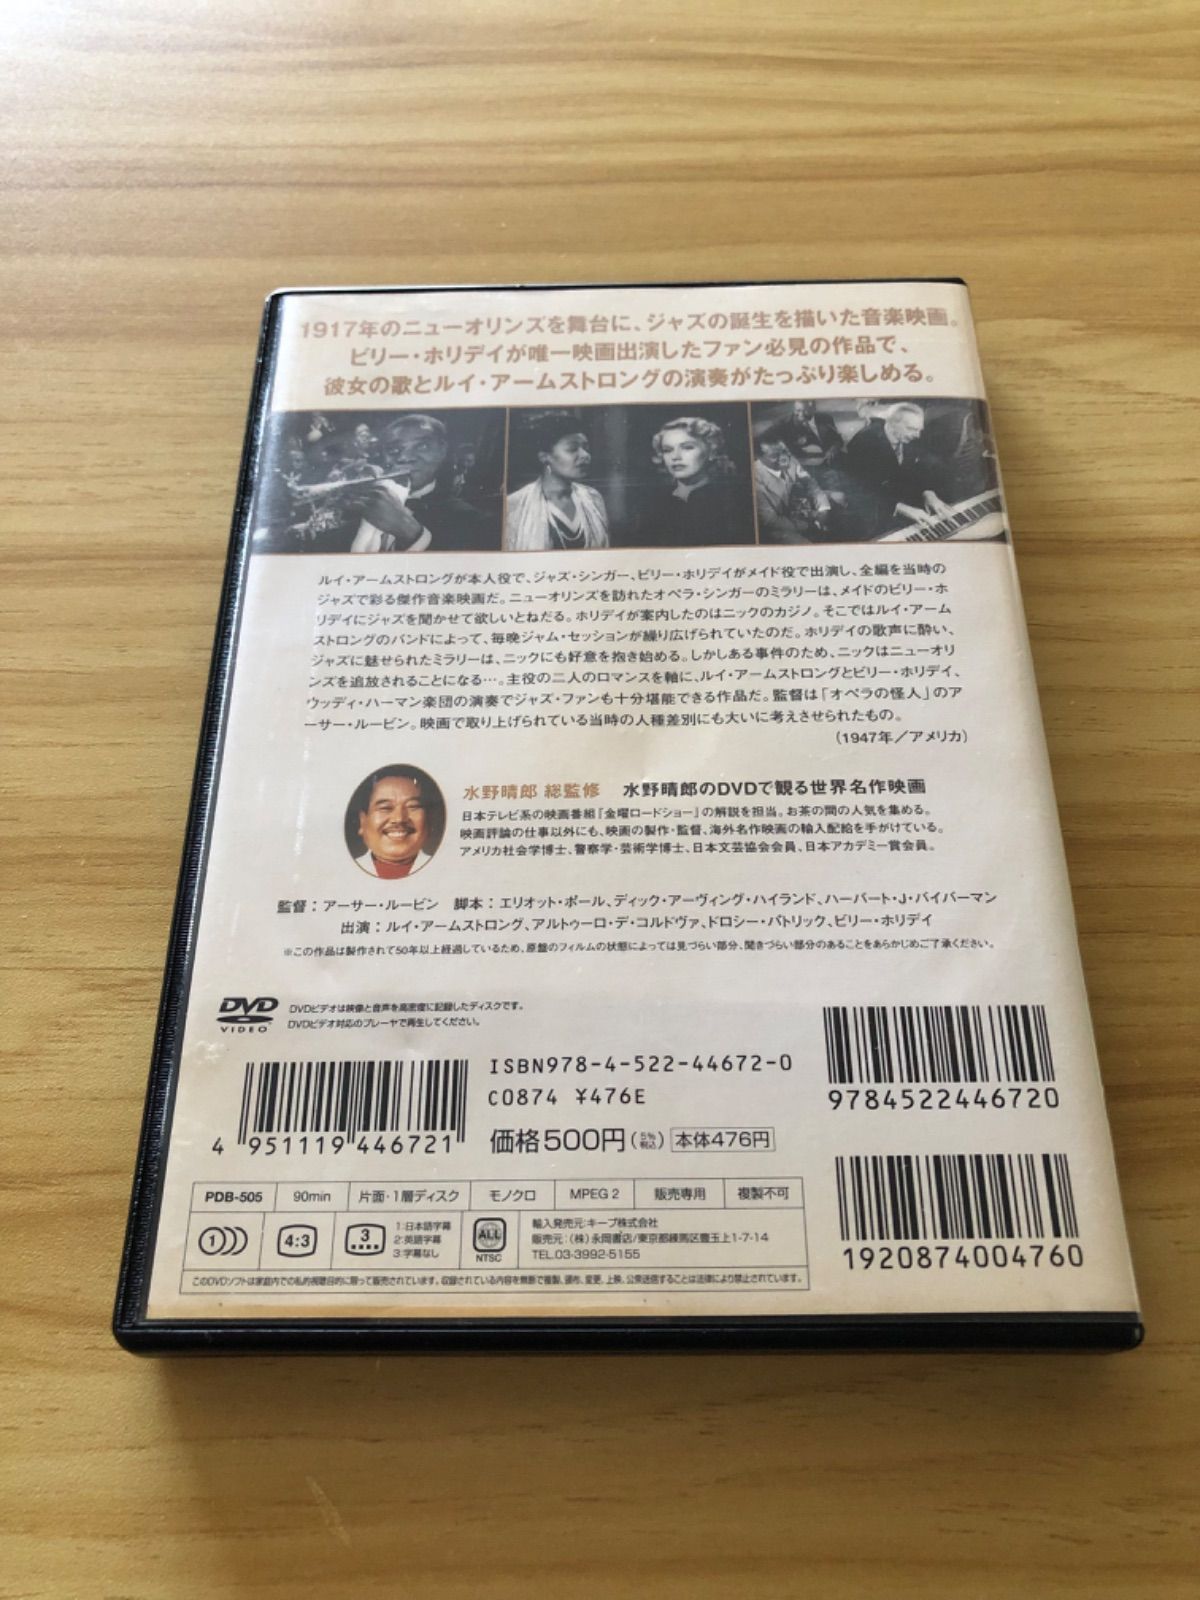 1917年のニューオリンズを舞台に、ジャズの誕生を描いた音楽映画。
ビリー・ホリデイが唯一映画出演したファン必見の作品で、
彼女の歌とルイ・アームストロングの演奏がたっぷり楽しめる。
ルイ・アームストロングが本人役で、ジャズ・シンガー、ビリー・ホリデイがメイド役で出演し、全編を当時の
ジャズで彩る傑作音楽映画だ。ニューオリンズを訪れたオペラ・シンガーのミラリーは、メイドのビリー・ホ
リデイにジャズを聞かせて欲しいとねだる。ホリデイが案内したのはニックのカジノ。そこではルイ・アーム
ストロングのバンドによって、毎晩ジャム・セッションが繰り広げられていたのだ。ホリデイの歌声に酔い、
ジャズに魅せられたミラリーは、ニックにも好意を抱き始める。しかしある事件のため、ニックはニューオリ
ンズを追放されることになる…。主役の二人のロマンスを軸に、ルイ・アームストロングとビリー・ホリデイ、
ウッディ・ハーマン楽団の演奏でジャズ・ファンも十分堪能できる作品だ。監督は「オペラの怪人」のア
ーサー・ルービン。映画で取り上げられている当時の人種差別にも大いに考えさせられたもの。
(1947年/アメリカ)
水野晴郎 総監修 水野晴郎のDVDで観る世界名作映画
日本テレビ系の映画番組『金曜ロードショー』の解説を担当。お茶の間の人気を集める。
映画評論の仕事以外にも、映画の製作・監督、海外名作映画の輸入配給を手がけている。
アメリカ社会学博士、警察学・芸術学博士、日本文芸協会会員、日本アカデミー賞会員。
監督:アーサー・ルービン 脚本:エリオット・ポール、ディック・アーヴィング・ハイランド、ハーバート・J・バイバーマン
出演:ルイ・アームストロング、アルトゥーロ・デ・コルドヴァ、ドロシー・パトリック、ビリー・ホリデイ
※この作品は製作されて50年以上経過しているため、原盤のフィルムの状態によっては見づらい部分、聞きづらい部分のあることをあらかじめご了承ください。
DVD VIDEO
DVDビデオは映像と音声を高密度に記録したディスクです。
DVDビデオ対応のプレーヤで再生してください。
ISBN978-4-522-44672-0
C0874 ¥476E
価格500円(5%税込) 本体476円
4 951119 446721
9784522446720
1920874004760
PDB-505 90min 片面・1層ディスク モノクロ MPEG 2 販売専用 複製不可
1 4:3 3
1:日本語字幕
2:英語字幕
3:字幕なし
ALL
NTSC
輸入発売元:キープ株式会社
販売元:(株)永岡書店/東京都練馬区豊玉上1-7-14
TEL.03-3992-5155
このDVDソフトは家庭内での私的視聴目的に限って販売されています。収録されている内容を無断で複製、頒布、変更、上映、公衆送信することは法律により禁止されています。